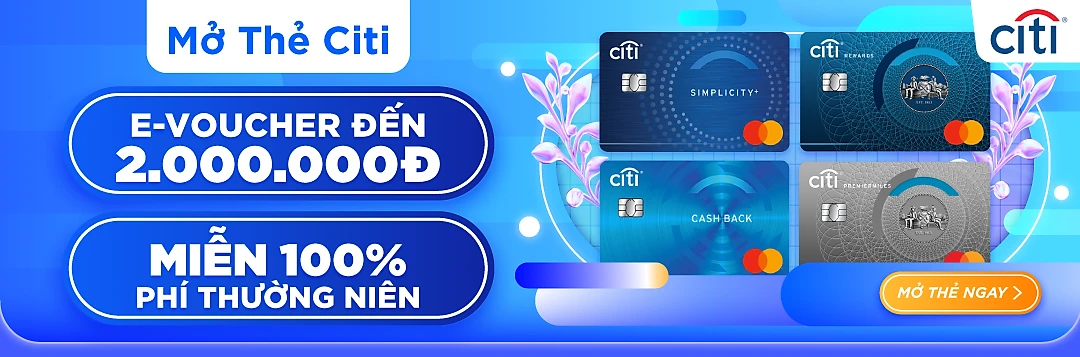 Mở Thẻ Citi
E-VOUCHER ĐẾN
2.000.000Đ
MIỄN 100%
PHÍ THƯỜNG NIÊN
citi
SIMPLICITY+
citi
REWARDS
citi
CASH BACK
citi
PREMIERMILES
citi
MỞ THẺ NGAY >